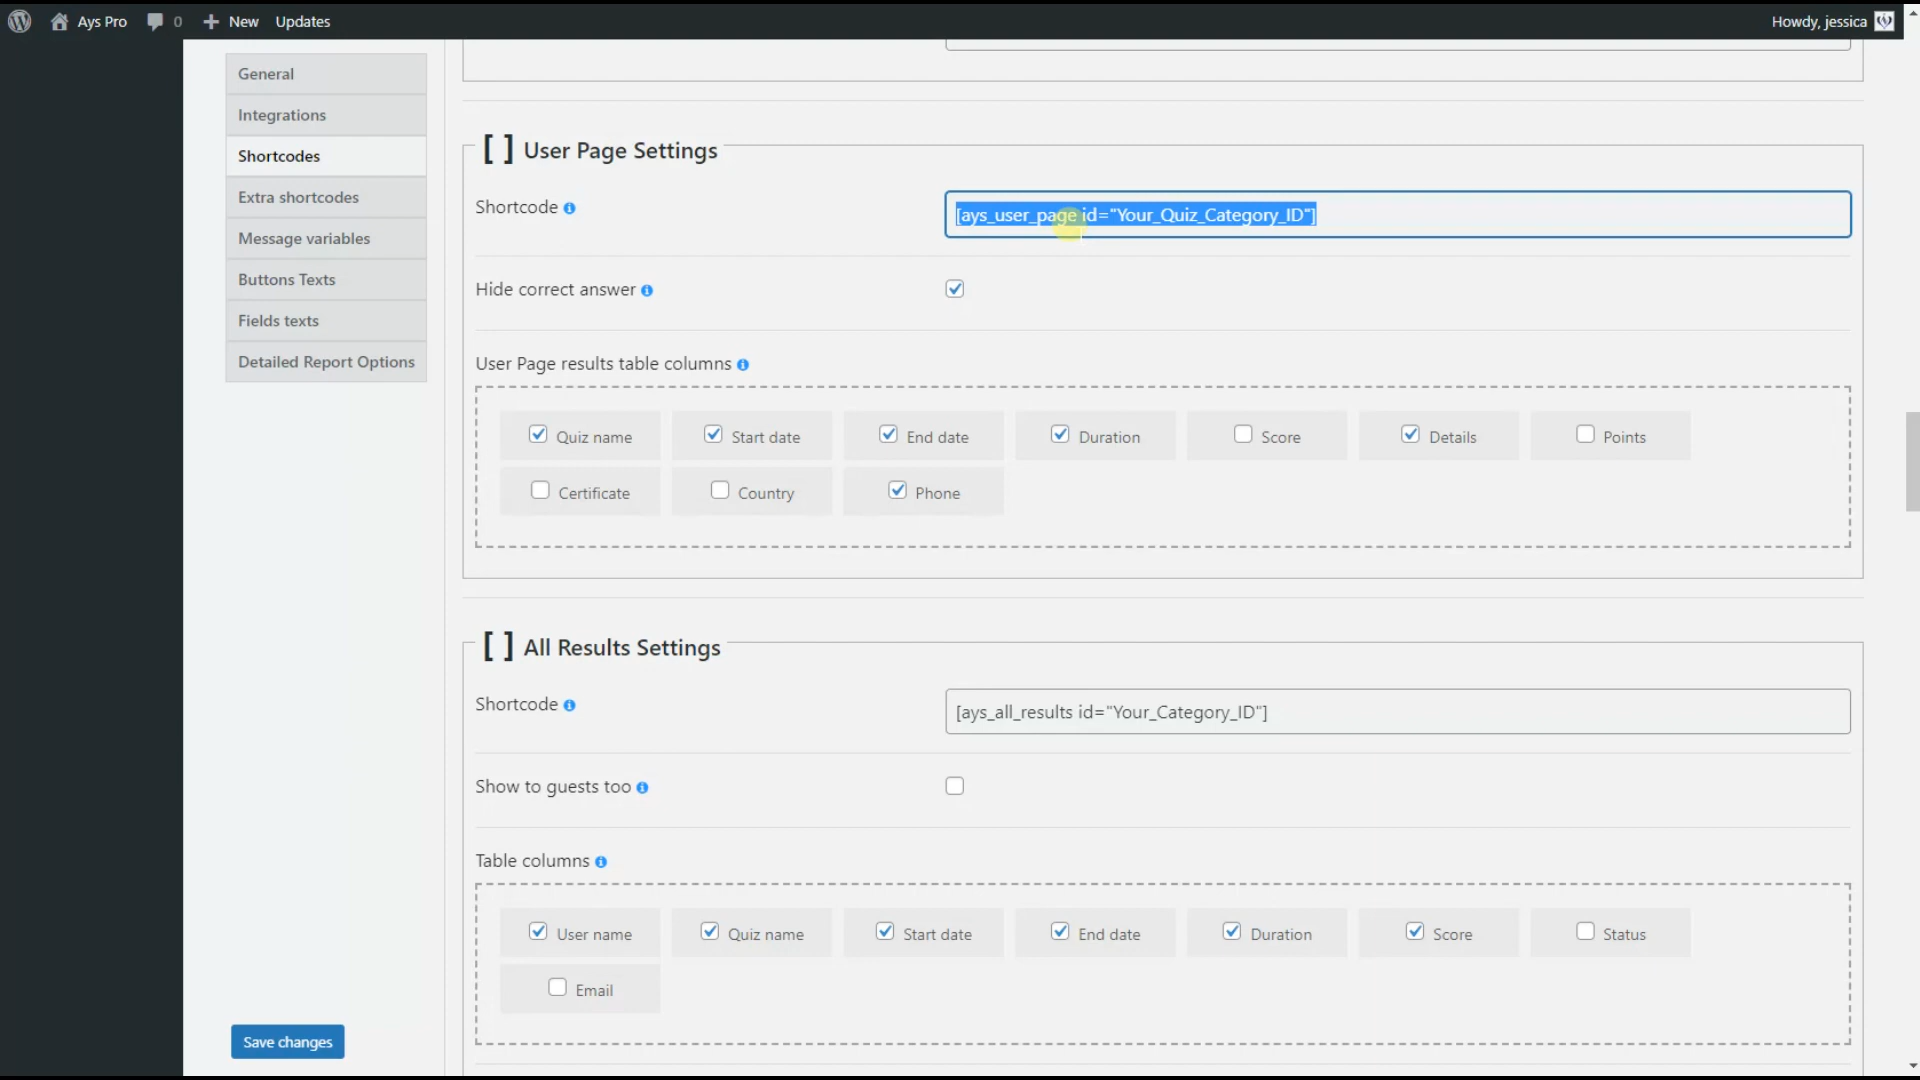 Ays Pro 0 New Updates Howdy, jessica
General
Integrations
Shortcodes
Extra shortcodes
Message variables
Buttons Texts
Fields texts
Detailed Report Options
[ ] User Page Settings
Shortcode
[ays_user_page id="Your_Quiz_Category_ID"]
Hide correct answer
User Page results table columns
Quiz name Start date End date Duration Score Details Points
Certificate Country Phone
[ ] All Results Settings
Shortcode
[ays_all_results id="Your_Category_ID"]
Show to guests too
Table columns
User name Quiz name Start date End date Duration Score Status
Email
Save changes